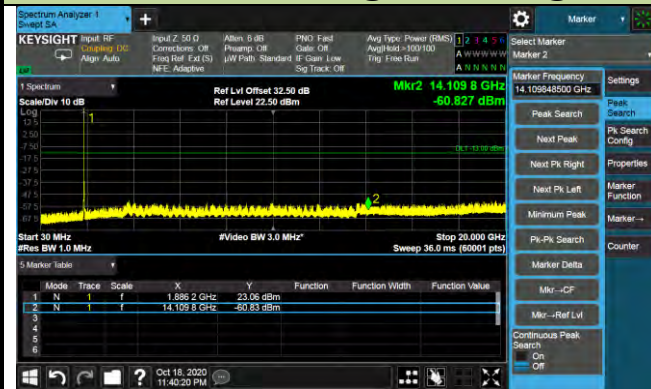 Spectrum Analyzer 1
Swept SA
Marker
KEYSIGHT Input: RF Input Z: 50 Ω Atten: 6 dB PNO: Fast Avg Type: Power (RMS) 1 2 3 4 5 6
Coupling: DC Corrections: Off Preamp: Off Gate: Off Avg|Hold:>100/100 A W W W W W
Align: Auto Freq Ref: Ext (S) µW Path: Standard IF Gain: Low Trig: Free Run A N N N N N
NFE: Adaptive Sig Track: Off
Select Marker
Marker 2
1 Spectrum
Ref Lvl Offset 32.50 dB
Mkr2 14.109 8 GHz
Scale/Div 10 dB
Ref Level 22.50 dBm
-60.827 dBm
Log
12.5
2.50
-7.50
-17.5
-27.5
-37.5
-47.5
-57.5
-67.5
1
DL1 -13.00 dBm
2
Start 30 MHz
#Video BW 3.0 MHz*
Stop 20.000 GHz
#Res BW 1.0 MHz
Sweep 36.0 ms (60001 pts)
5 Marker Table
Mode Trace Scale X Y Function Function Width Function Value
1 N 1 f 1.886 2 GHz 23.06 dBm
2 N 1 f 14.109 8 GHz -60.83 dBm
3
4
5
6
Marker Frequency
14.109848500 GHz
Peak Search
Next Peak
Next Pk Right
Next Pk Left
Minimum Peak
Pk-Pk Search
Marker Delta
Mkr→CF
Mkr→Ref Lvl
Continuous Peak
Search
On
Off
Settings
Peak
Search
Pk Search
Config
Properties
Marker
Function
Marker→
Counter
?
Oct 18, 2020
11:40:20 PM